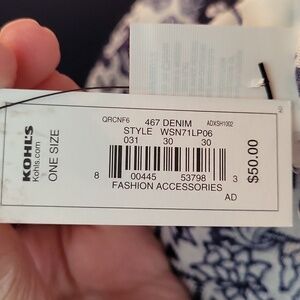 KOHL'S
Kohls.com
ONE SIZE
QRCNF6 467 DENIM ADXSH1002
STYLE WSN71LP06
031 30 30
8 00445 53798 3
FASHION ACCESSORIES
AD
$50.00